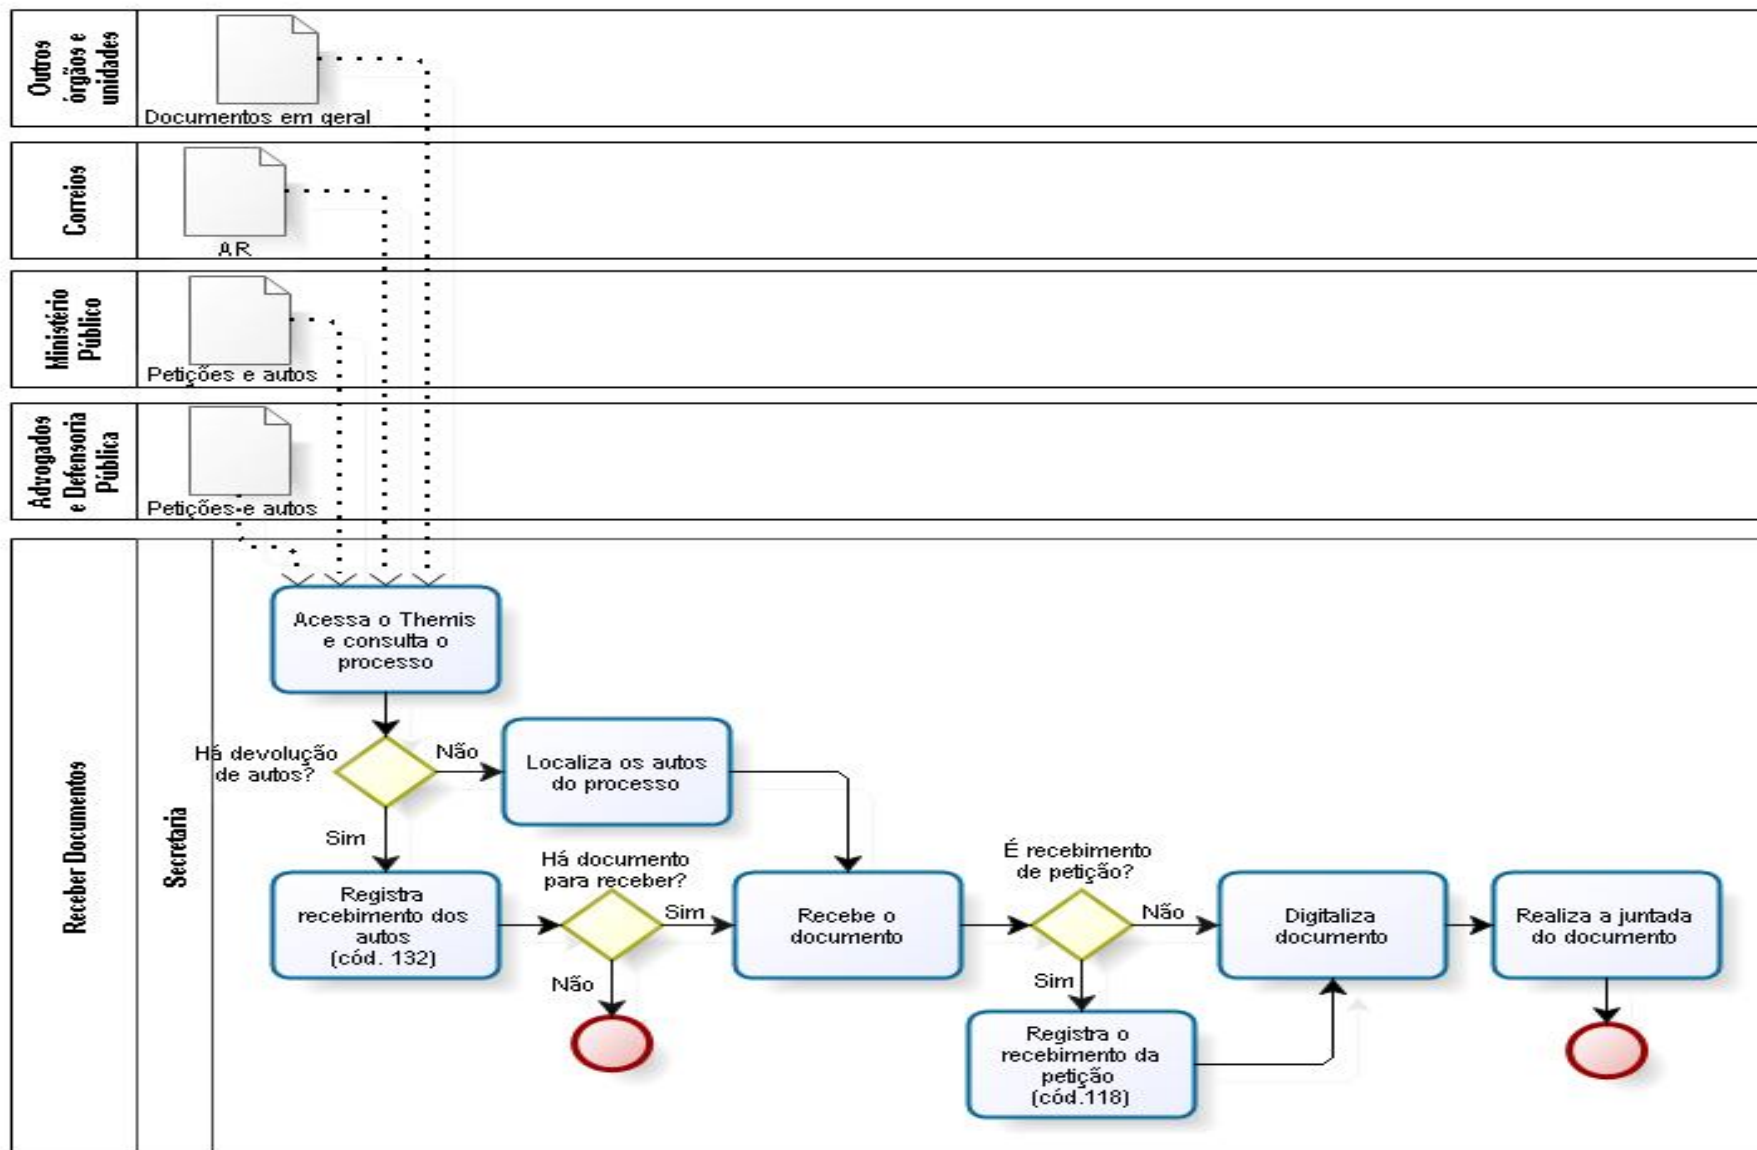 Outros
órgãos e
unidades
Documentos em geral
Correios
AR
Ministério
Público
Petições e autos
Advogados
e Defensoria
Pública
Petições e autos
Receber Documentos
Secretaria
Acessa o Themis
e consulta o
processo
Há devolução
de autos?
Não
Localiza os autos
do processo
Sim
Registra
recebimento dos
autos
(cód. 132)
Há documento
para receber?
Sim
Não
Recebe o
documento
É recebimento
de petição?
Não
Sim
Registra o
recebimento da
petição
(cód.118)
Digitaliza
documento
Realiza a juntada
do documento